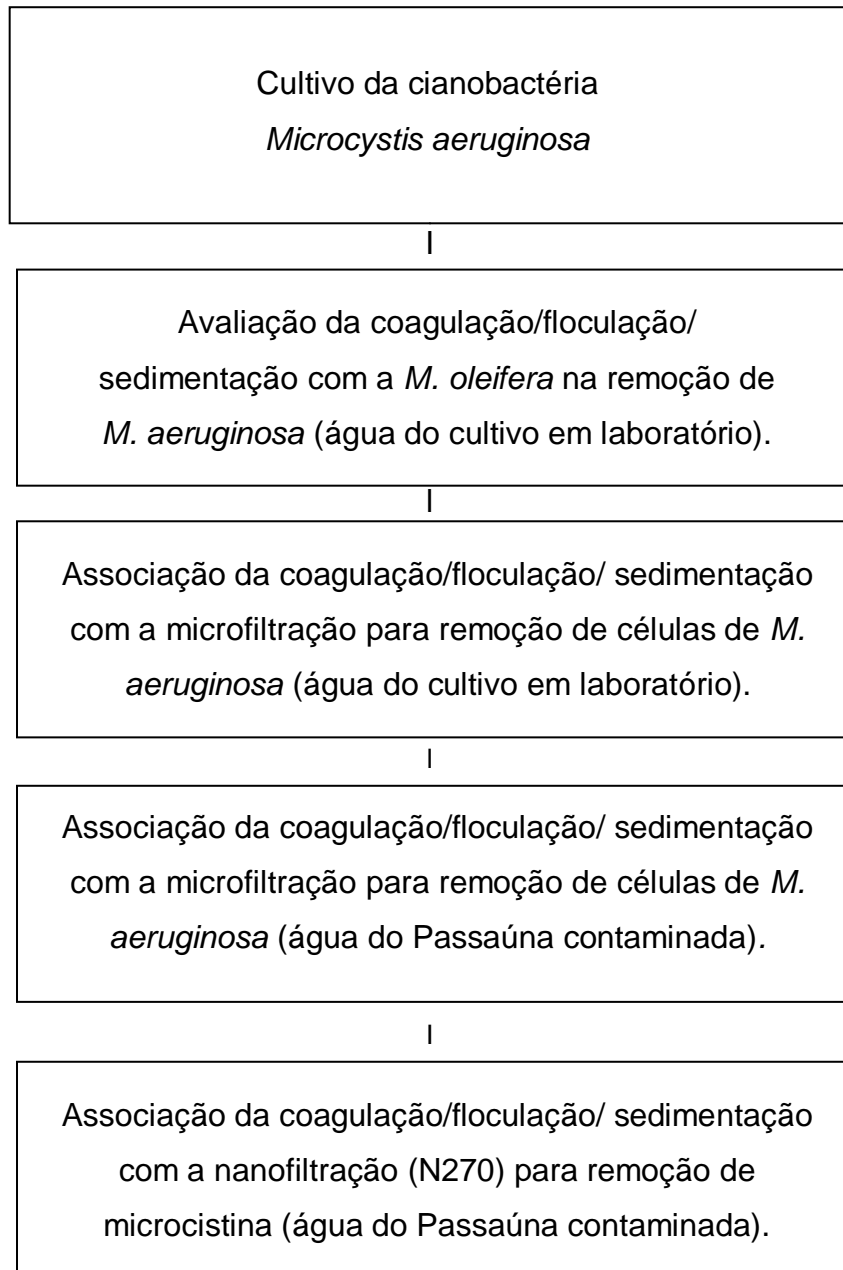 Cultivo da cianobactéria
Microcystis aeruginosa
Avaliação da coagulação/floculação/
sedimentação com a M. oleifera na remoção de
M. aeruginosa (água do cultivo em laboratório).
Associação da coagulação/floculação/ sedimentação
com a microfiltração para remoção de células de M.
aeruginosa (água do cultivo em laboratório).
Associação da coagulação/floculação/ sedimentação
com a microfiltração para remoção de células de M.
aeruginosa (água do Passaúna contaminada).
Associação da coagulação/floculação/ sedimentação
com a nanofiltração (N270) para remoção de
microcistina (água do Passaúna contaminada).